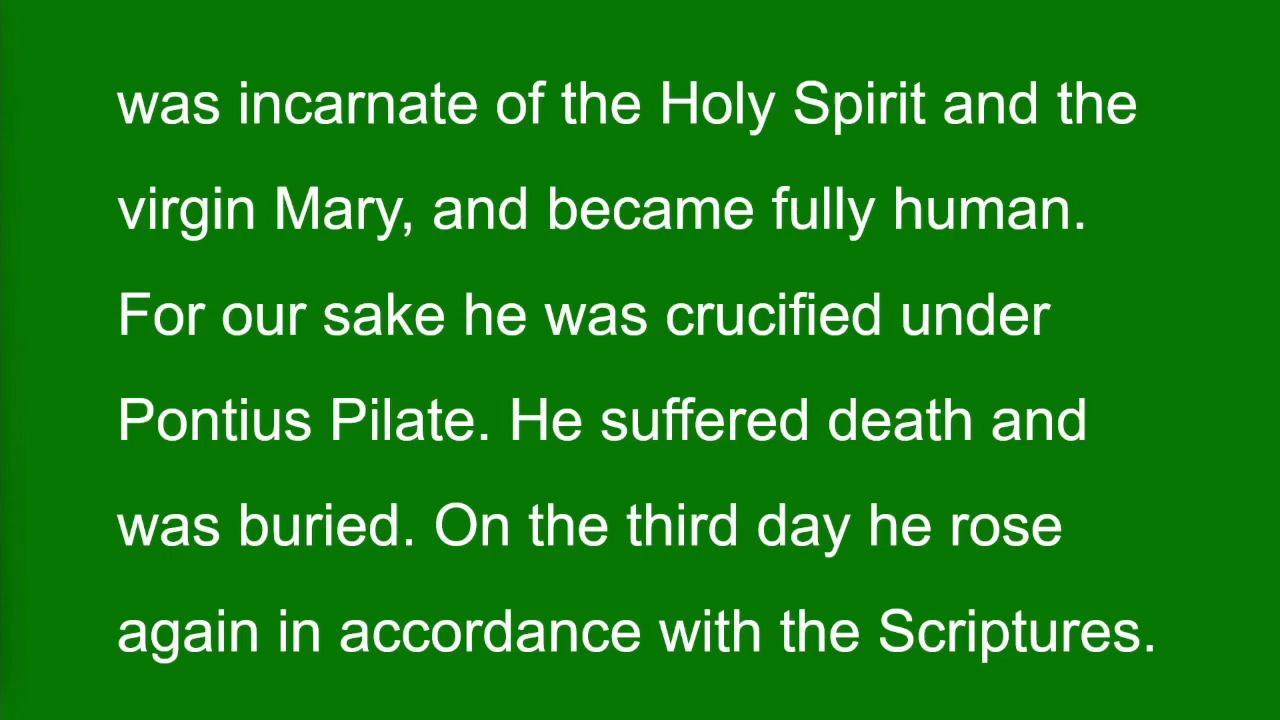 was incarnate of the Holy Spirit and the
virgin Mary, and became fully human.
For our sake he was crucified under
Pontius Pilate. He suffered death and
was buried. On the third day he rose
again in accordance with the Scriptures.